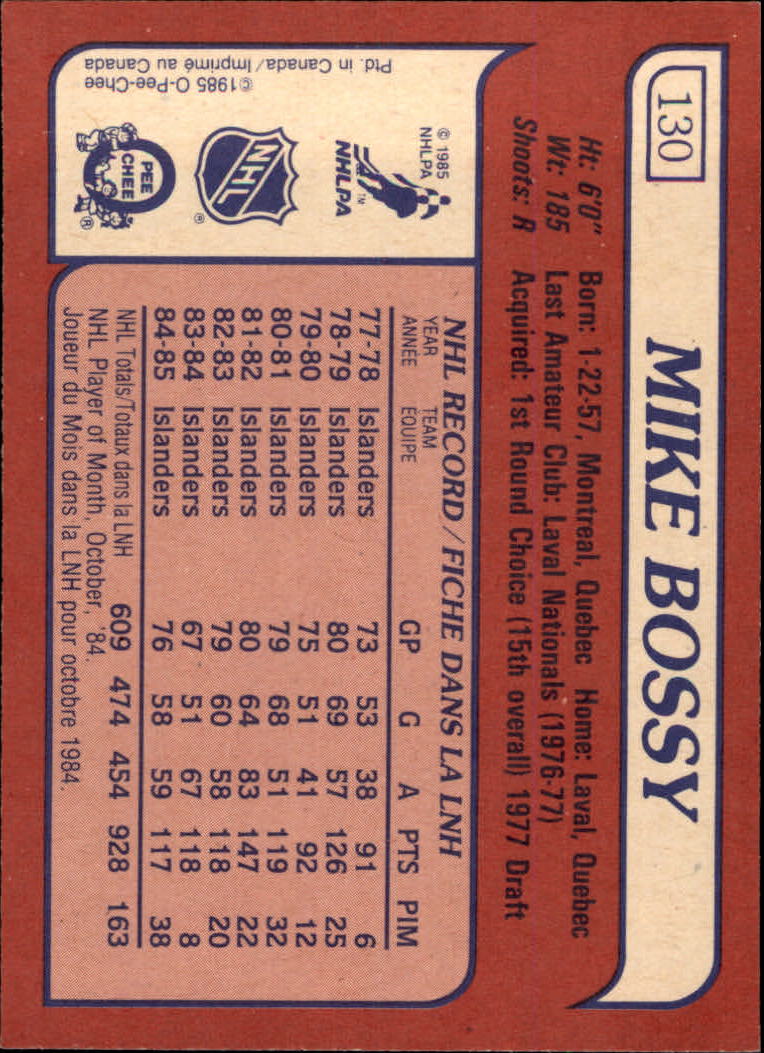 130
MIKE BOSSY
Ht: 6'0" Born: 1-22-57, Montreal, Quebec Home: Laval, Quebec
Wt: 185 Last Amateur Club: Laval Nationals (1976-77)
Shoots: R Acquired: 1st Round Choice (15th overall) 1977 Draft
© 1985
NHLPA
NHLPA™
NHL®
O
PEE
CHEE®
©1985 O-Pee-Chee
Ptd. in Canada/Imprimé au Canada
NHL RECORD/FICHE DANS LA LNH
YEAR TEAM GP G A PTS PIM
ANNÉE EQUIPE
77-78 Islanders 73 53 38 91 6
78-79 Islanders 80 69 57 126 25
79-80 Islanders 75 51 41 92 12
80-81 Islanders 79 68 51 119 32
81-82 Islanders 80 64 83 147 22
82-83 Islanders 79 60 58 118 20
83-84 Islanders 67 51 67 118 8
84-85 Islanders 76 58 59 117 38
NHL Totals/Totaux dans la LNH 609 474 454 928 163
NHL Player of Month, October, '84.
Joueur du Mois dans la LNH pour octobre 1984.